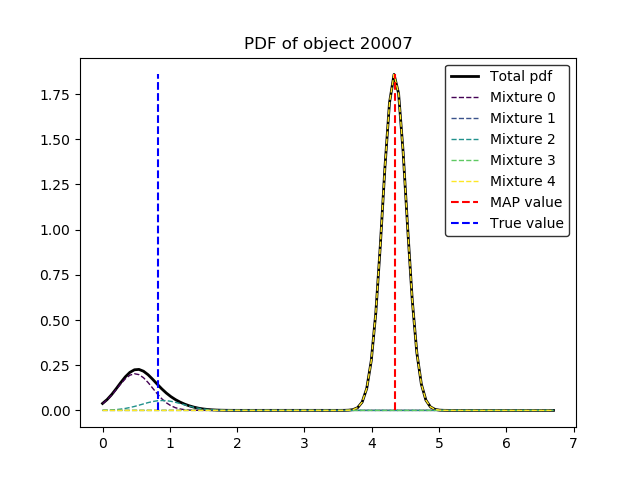 PDF of object 20007
Total pdf
Mixture 0
Mixture 1
Mixture 2
Mixture 3
Mixture 4
MAP value
True value
1.75
1.50
1.25
1.00
0.75
0.50
0.25
0.00
0 1 2 3 4 5 6 7